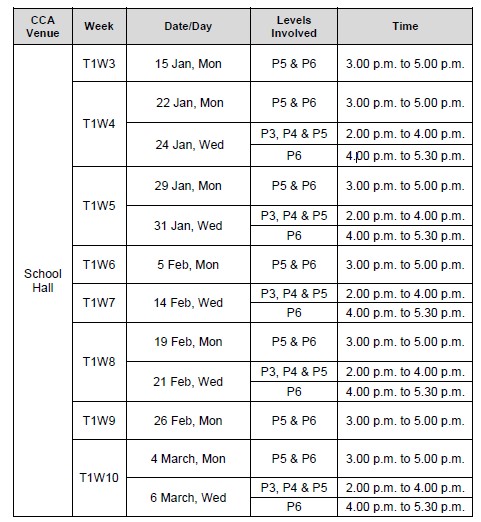 CCA Venue Week Date/Day Levels Involved Time
School Hall
T1W3 15 Jan, Mon P5 & P6 3.00 p.m. to 5.00 p.m.
T1W4 22 Jan, Mon P5 & P6 3.00 p.m. to 5.00 p.m.
24 Jan, Wed P3, P4 & P5 2.00 p.m. to 4.00 p.m.
P6 4.00 p.m. to 5.30 p.m.
T1W5 29 Jan, Mon P5 & P6 3.00 p.m. to 5.00 p.m.
31 Jan, Wed P3, P4 & P5 2.00 p.m. to 4.00 p.m.
P6 4.00 p.m. to 5.30 p.m.
T1W6 5 Feb, Mon P5 & P6 3.00 p.m. to 5.00 p.m.
T1W7 14 Feb, Wed P3, P4 & P5 2.00 p.m. to 4.00 p.m.
P6 4.00 p.m. to 5.30 p.m.
T1W8 19 Feb, Mon P5 & P6 3.00 p.m. to 5.00 p.m.
21 Feb, Wed P3, P4 & P5 2.00 p.m. to 4.00 p.m.
P6 4.00 p.m. to 5.30 p.m.
T1W9 26 Feb, Mon P5 & P6 3.00 p.m. to 5.00 p.m.
T1W10 4 March, Mon P5 & P6 3.00 p.m. to 5.00 p.m.
6 March, Wed P3, P4 & P5 2.00 p.m. to 4.00 p.m.
P6 4.00 p.m. to 5.30 p.m.